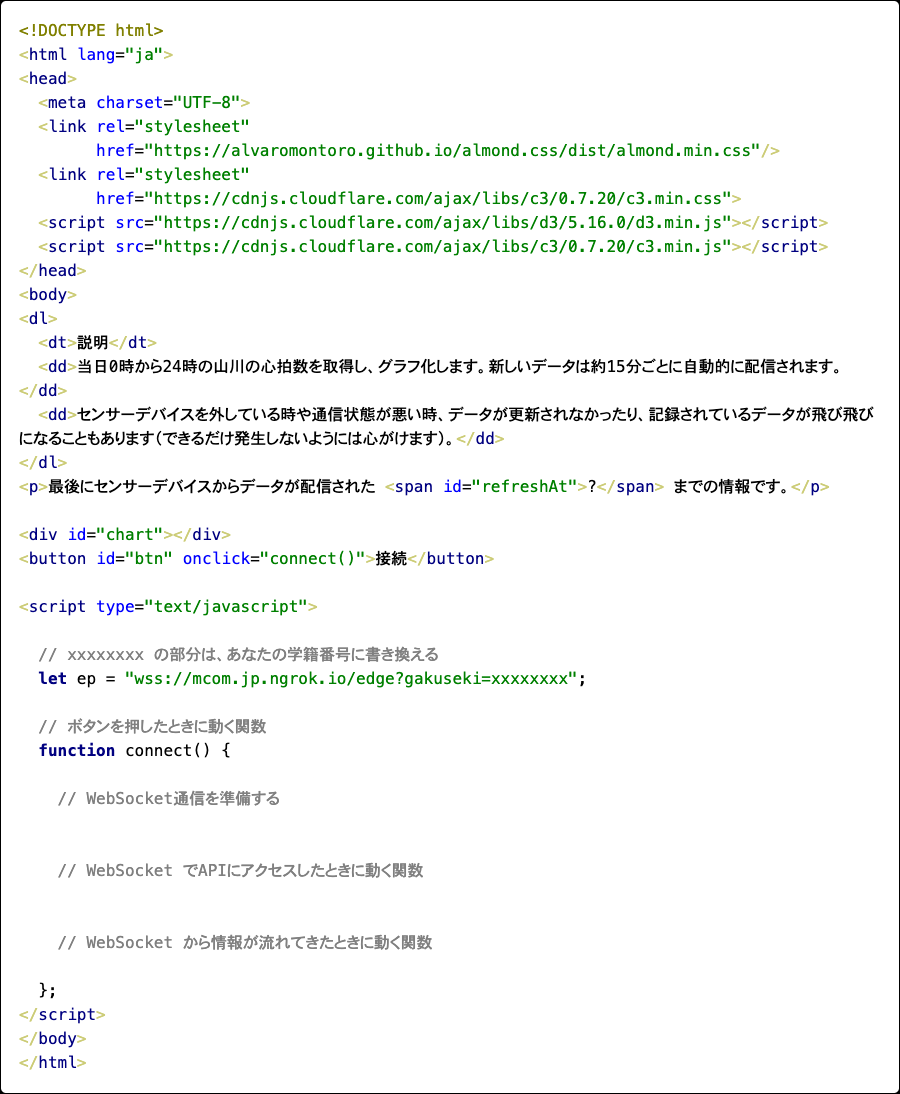 <!DOCTYPE html>
<html lang="ja">
<head>
  <meta charset="UTF-8">
  <link rel="stylesheet"
        href="https://alvaromontoro.github.io/almond.css/dist/almond.min.css"/>
  <link rel="stylesheet"
        href="https://cdnjs.cloudflare.com/ajax/libs/c3/0.7.20/c3.min.css">
  <script src="https://cdnjs.cloudflare.com/ajax/libs/d3/5.16.0/d3.min.js"></script>
  <script src="https://cdnjs.cloudflare.com/ajax/libs/c3/0.7.20/c3.min.js"></script>
</head>
<body>
<dl>
  <dt>説明</dt>
  <dd>当日0時から24時の山川の心拍数を取得し、グラフ化します。新しいデータは約15分ごとに自動的に配信されます。
</dd>
  <dd>センサーデバイスを外している時や通信状態が悪い時、データが更新されなかったり、記録されているデータが飛び飛び
になることもあります（できるだけ発生しないようには心がけます）。</dd>
</dl>
<p>最後にセンサーデバイスからデータが配信された <span id="refreshAt">?</span> までの情報です。</p>

<div id="chart"></div>
<button id="btn" onclick="connect()">接続</button>

<script type="text/javascript">

  // xxxxxxxx の部分は、あなたの学籍番号に書き換える
  let ep = "wss://mcom.jp.ngrok.io/edge?gakuseki=xxxxxxxx";

  // ボタンを押したときに動く関数
  function connect() {

    // WebSocket通信を準備する


    // WebSocket でAPIにアクセスしたときに動く関数


    // WebSocket から情報が流れてきたときに動く関数

  };
</script>
</body>
</html>